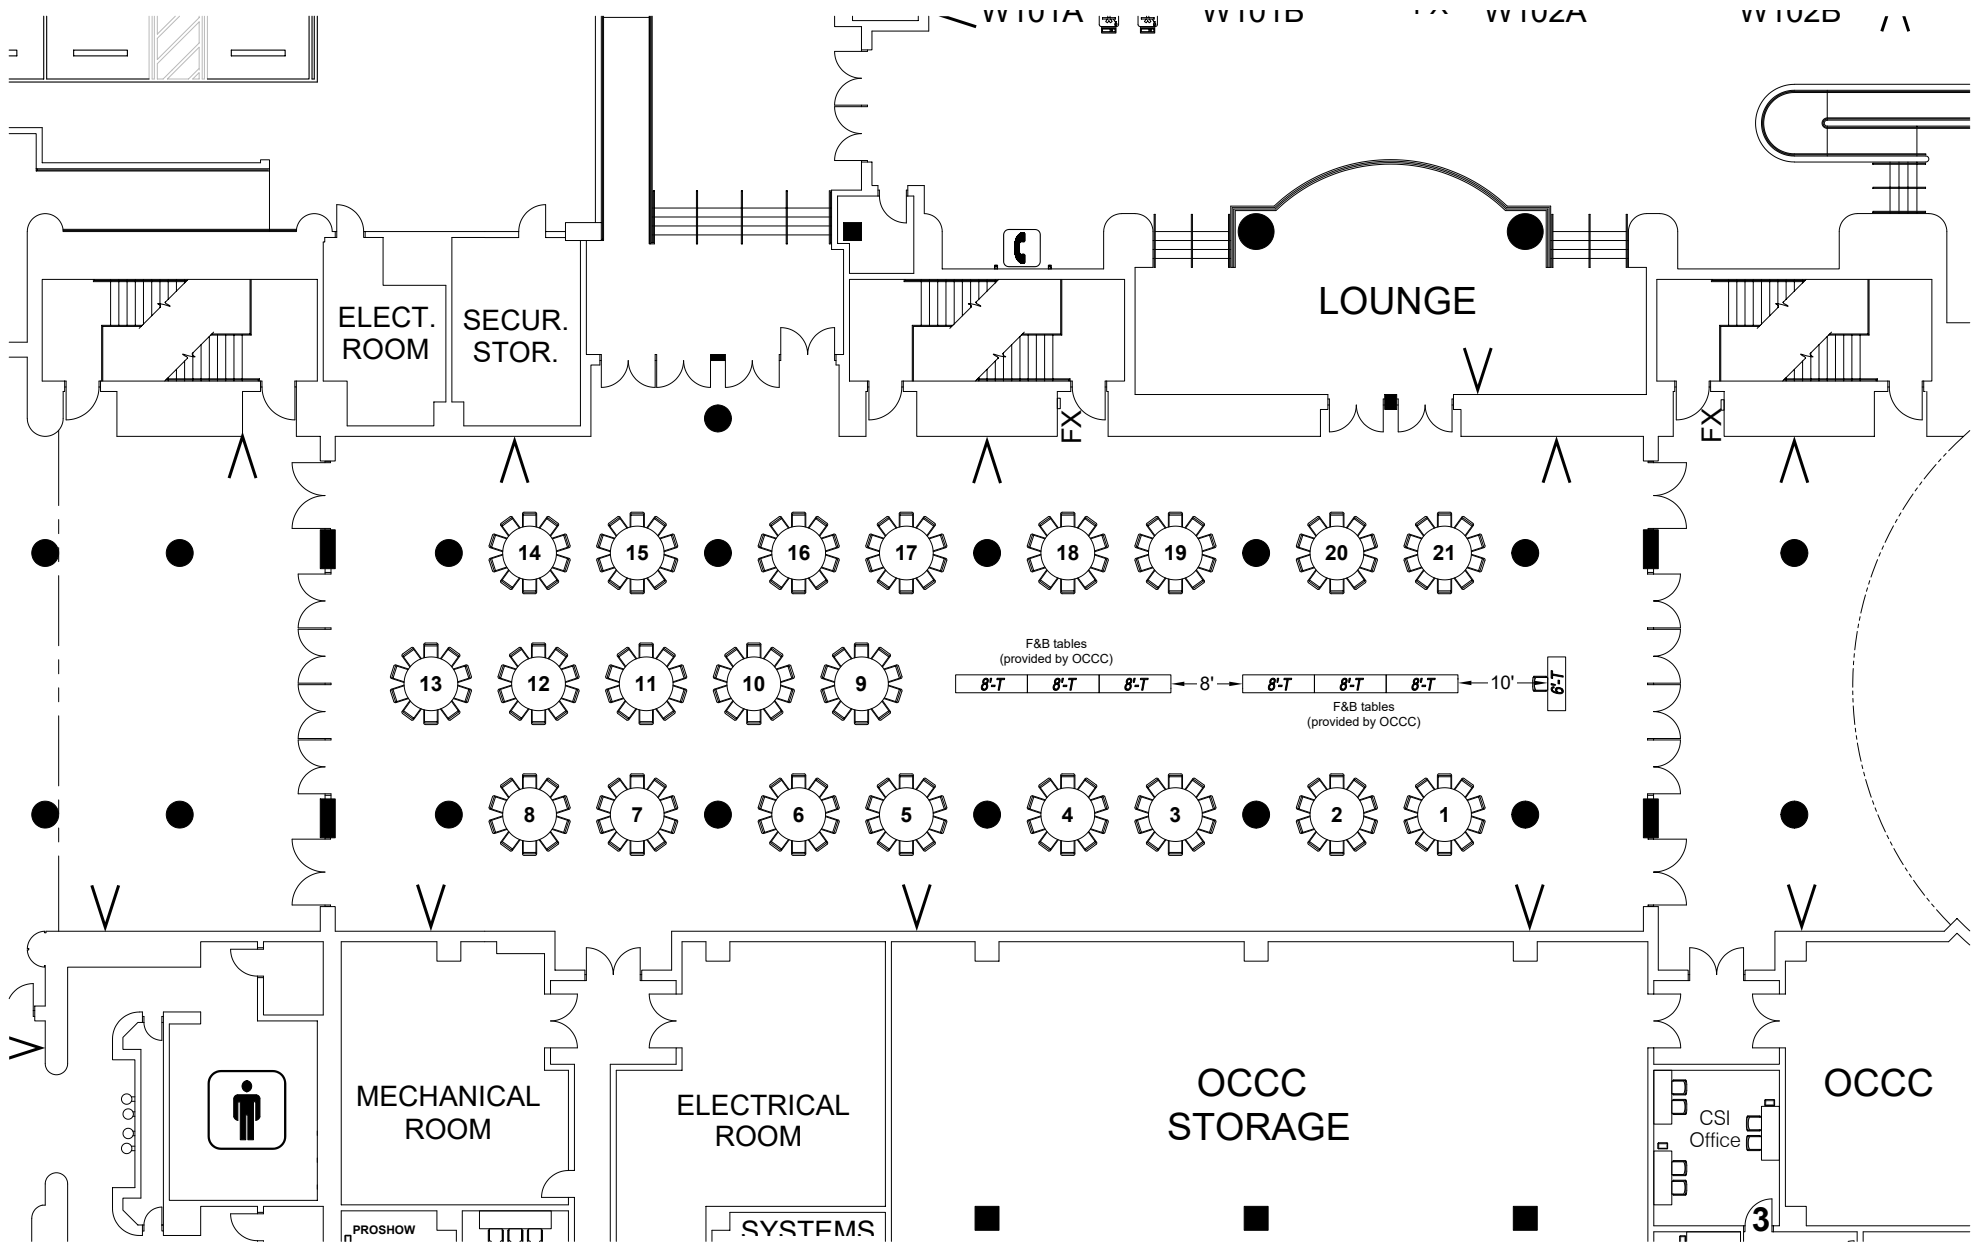 W101A
W101B
FX
W102A
W102B
ELECT.
ROOM
SECUR.
STOR.
LOUNGE
FX
FX
14
15
16
17
18
19
20
21
F&B tables
(provided by OCCC)
13
12
11
10
9
8'-T
8'-T
8'-T
8'
8'-T
8'-T
8'-T
10'
6'-T
F&B tables
(provided by OCCC)
8
7
6
5
4
3
2
1
MECHANICAL
ROOM
ELECTRICAL
ROOM
OCCC
STORAGE
CSI
Office
OCCC
PROSHOW
SYSTEMS
3